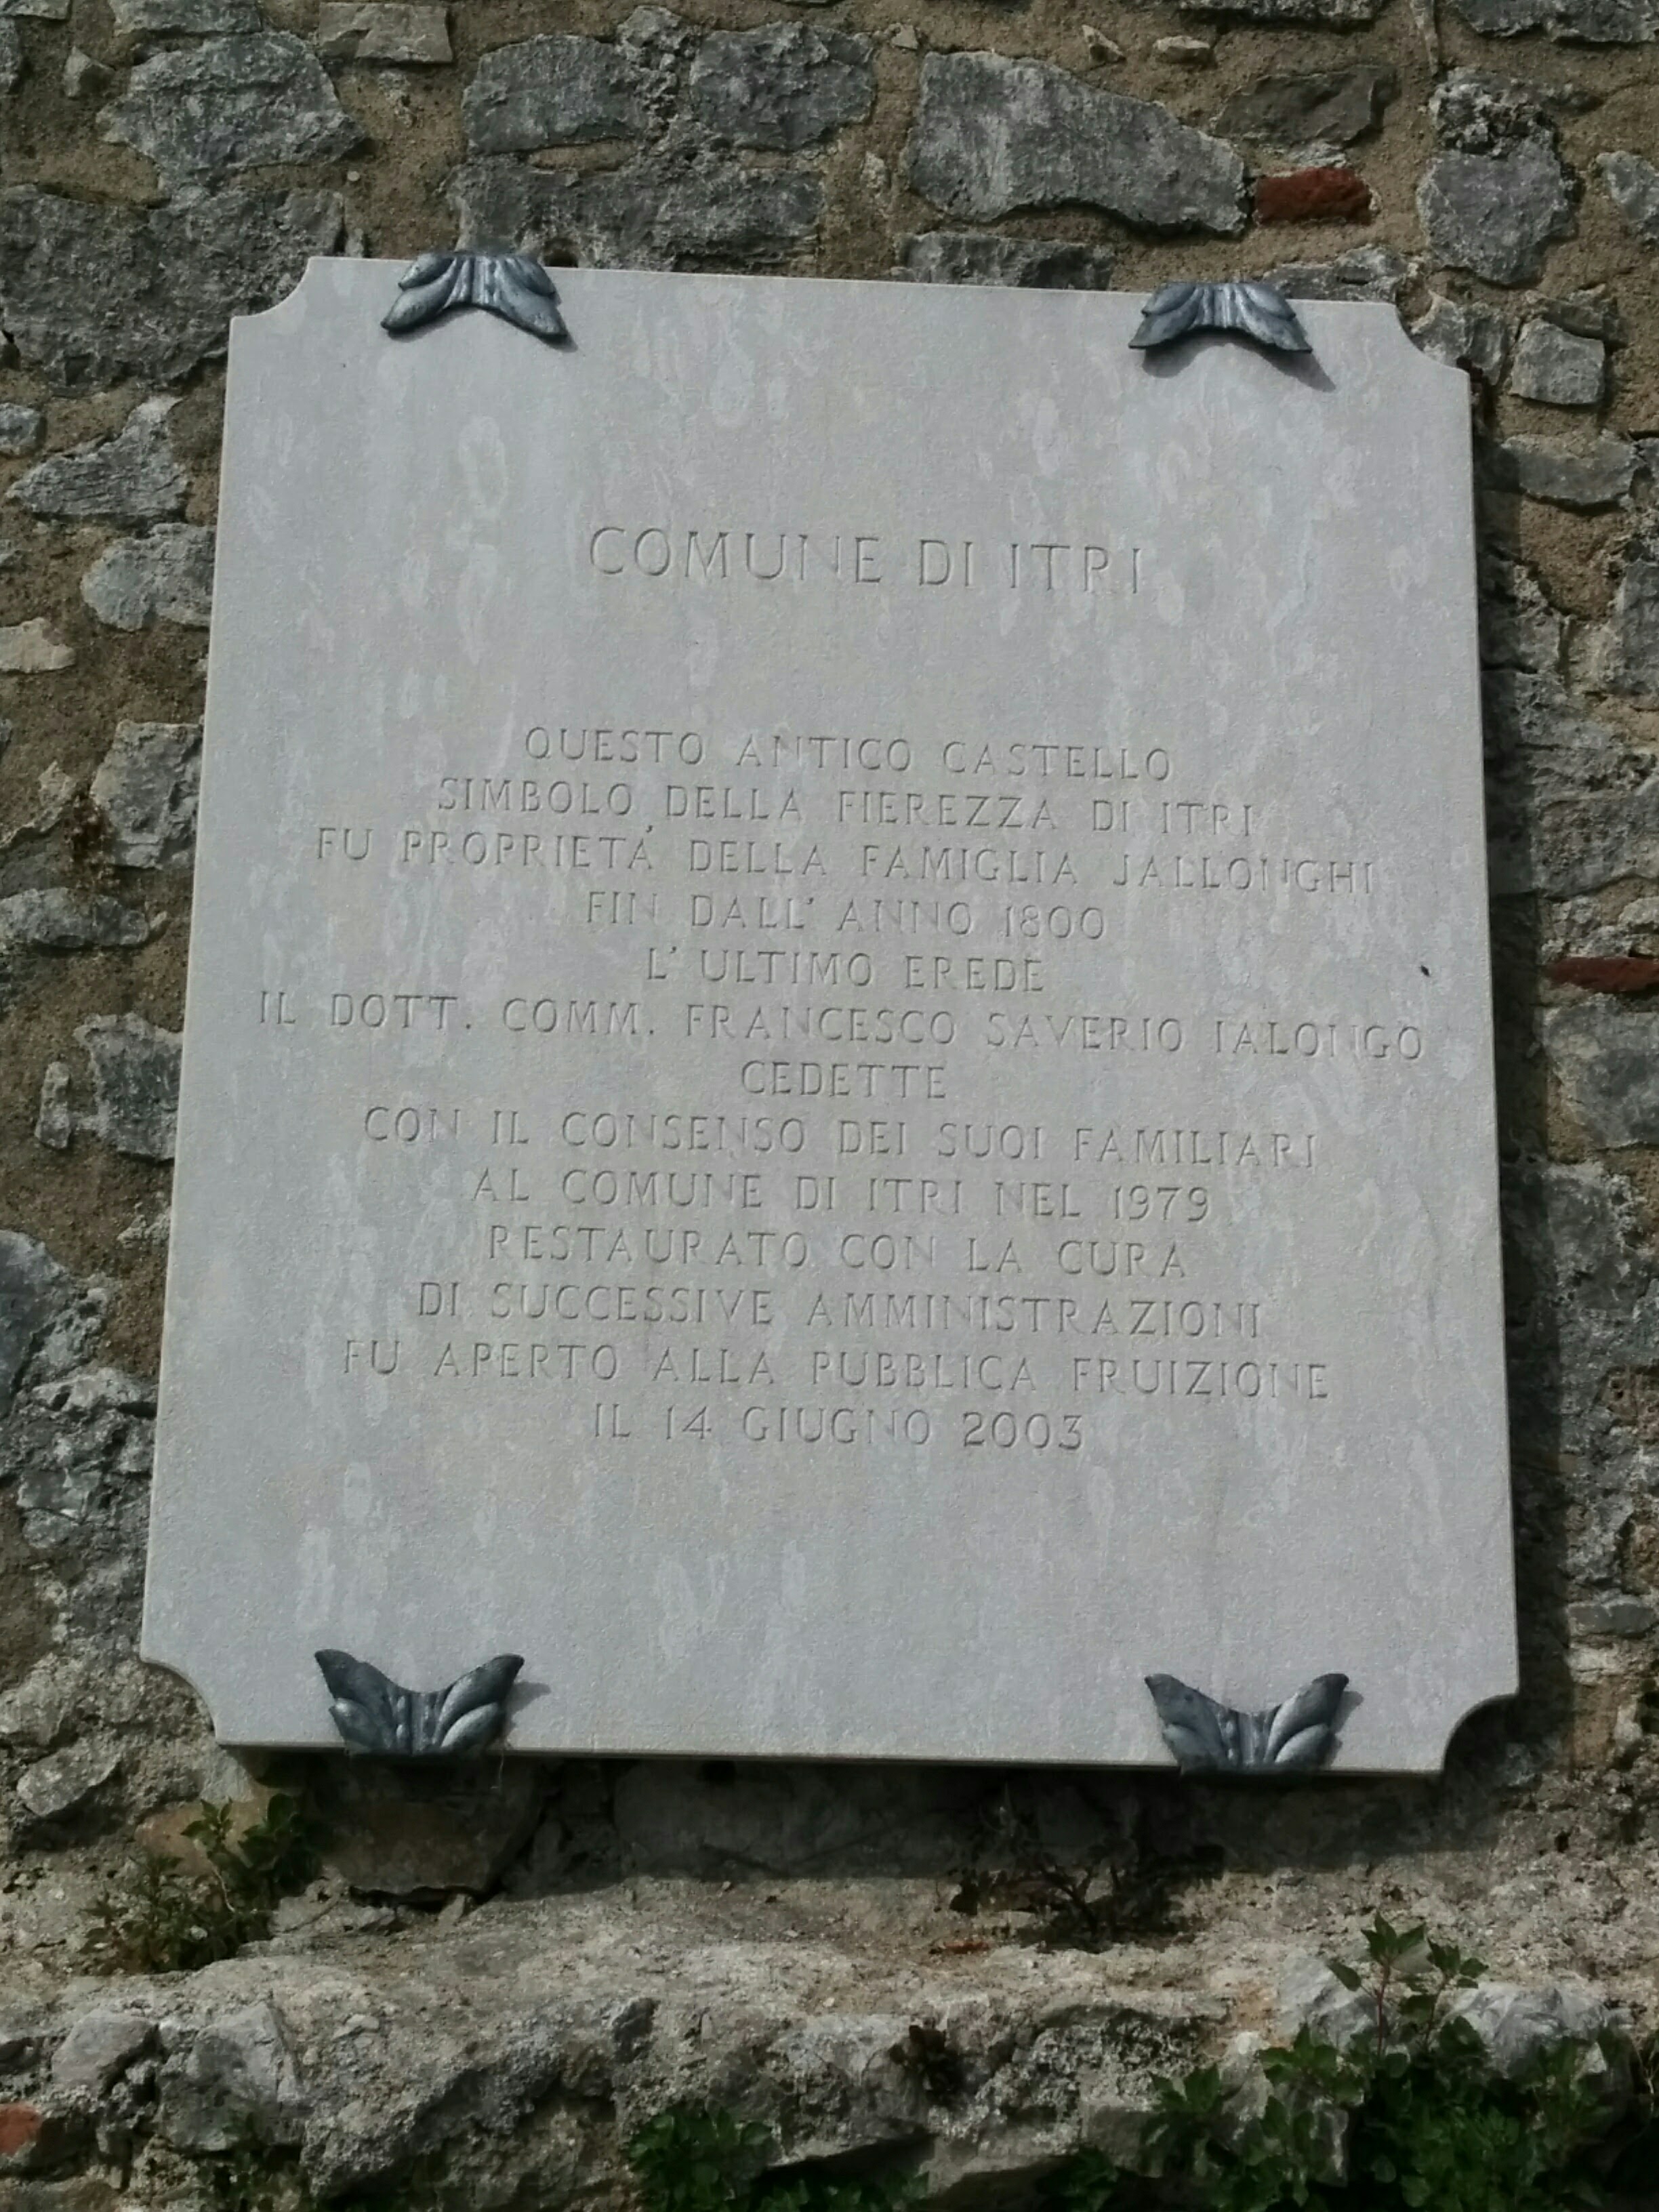 COMUNE DI ITRI
QUESTO ANTICO CASTELLO
SIMBOLO DELLA FIEREZZA DI ITRI
FU PROPRIETÀ DELLA FAMIGLIA JALLONGHI
FIN DALL' ANNO 1800
L' ULTIMO EREDE
IL DOTT. COMM. FRANCESCO SAVERIO IALONGO
CEDETTE
CON IL CONSENSO DEI SUOI FAMILIARI
AL COMUNE DI ITRI NEL 1979
RESTAURATO CON LA CURA
DI SUCCESSIVE AMMINISTRAZIONI
FU APERTO ALLA PUBBLICA FRUIZIONE
IL 14 GIUGNO 2003